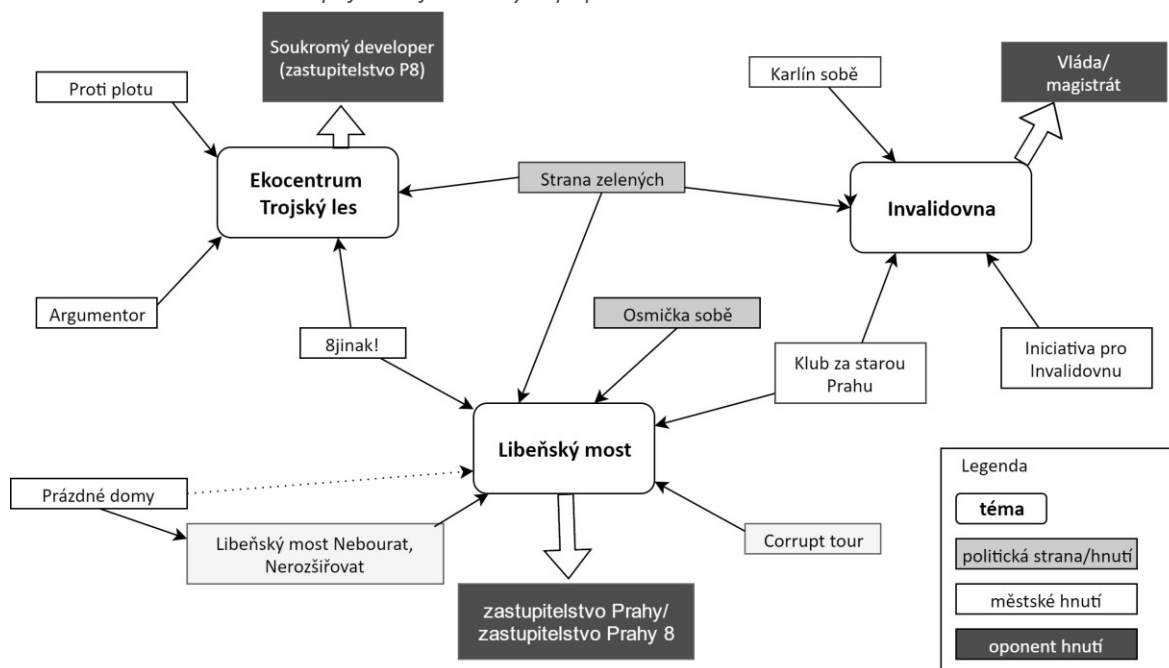 Soukromý developer
(zastupitelstvo P8)
Vláda/
magistrát
Karlín sobě
Proti plotu
Ekocentrum
Trojský les
Strana zelených
Invalidovna
Argumentor
Osmička sobě
8jinak!
Klub za starou
Prahu
Iniciativa pro
Invalidovnu
Libeňský most
Prázdné domy
Libeňský most Nebourat,
Nerozšiřovat
Corrupt tour
zastupitelstvo Prahy/
zastupitelstvo Prahy 8
Legenda
téma
politická strana/hnutí
městské hnutí
oponent hnutí